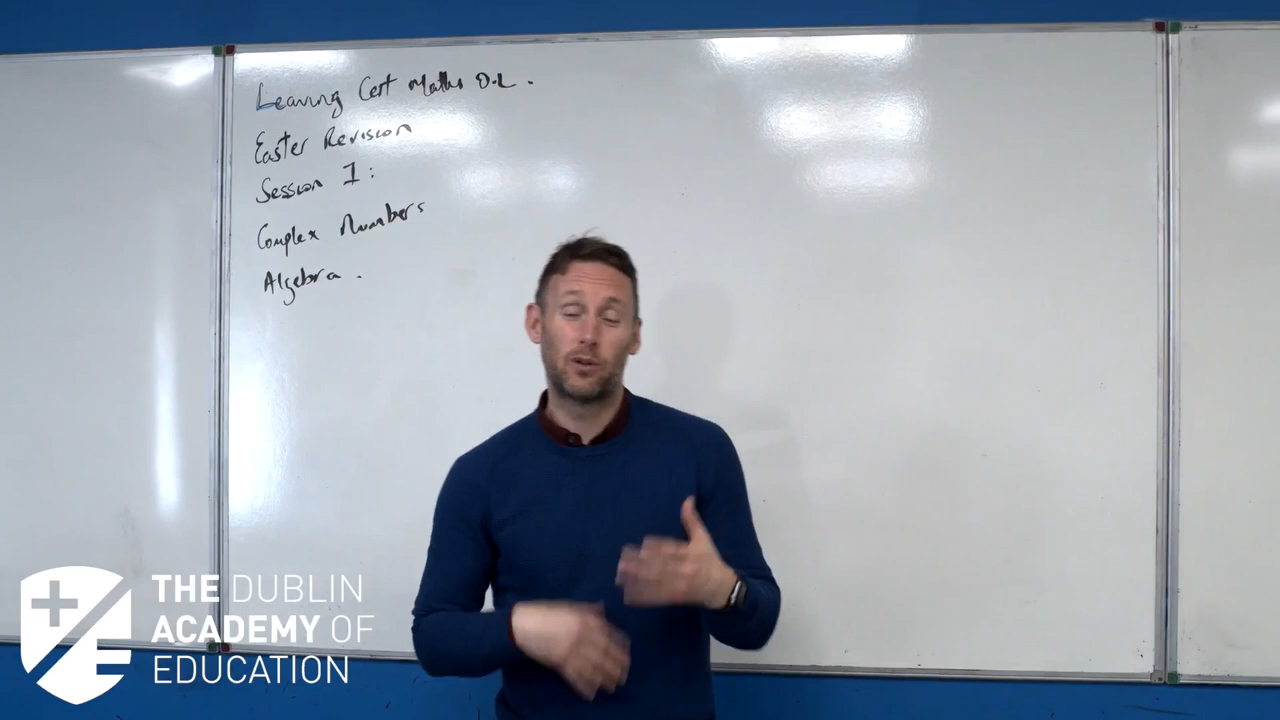 Leaving Cert Maths O.L.
Easter Revision
Session 1:
Complex Numbers
Algebra.
THE DUBLIN
ACADEMY OF
EDUCATION